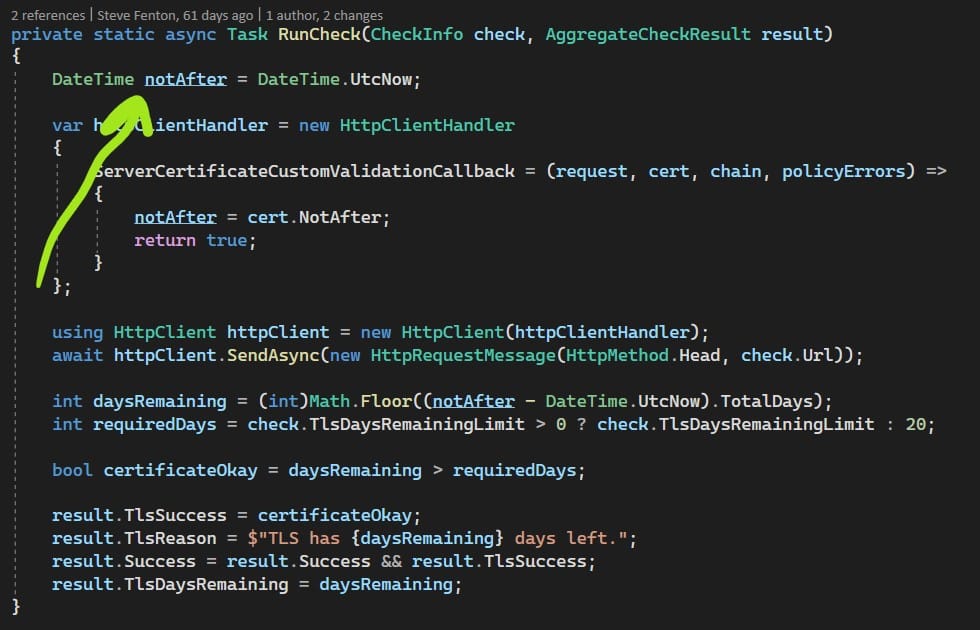 2 references | Steve Fenton, 61 days ago | 1 author, 2 changes
private static async Task RunCheck(CheckInfo check, AggregateCheckResult result)
{
DateTime notAfter = DateTime.UtcNow;
var httpClientHandler = new HttpClientHandler
{
ServerCertificateCustomValidationCallback = (request, cert, chain, policyErrors) =>
{
notAfter = cert.NotAfter;
return true;
}
};
using HttpClient httpClient = new HttpClient(httpClientHandler);
await httpClient.SendAsync(new HttpRequestMessage(HttpMethod.Head, check.Url));
int daysRemaining = (int)Math.Floor((notAfter - DateTime.UtcNow).TotalDays);
int requiredDays = check.TlsDaysRemainingLimit > 0 ? check.TlsDaysRemainingLimit : 20;
bool certificateOkay = daysRemaining > requiredDays;
result.TlsSuccess = certificateOkay;
result.TlsReason = $"TLS has {daysRemaining} days left.";
result.Success = result.Success && result.TlsSuccess;
result.TlsDaysRemaining = daysRemaining;
}